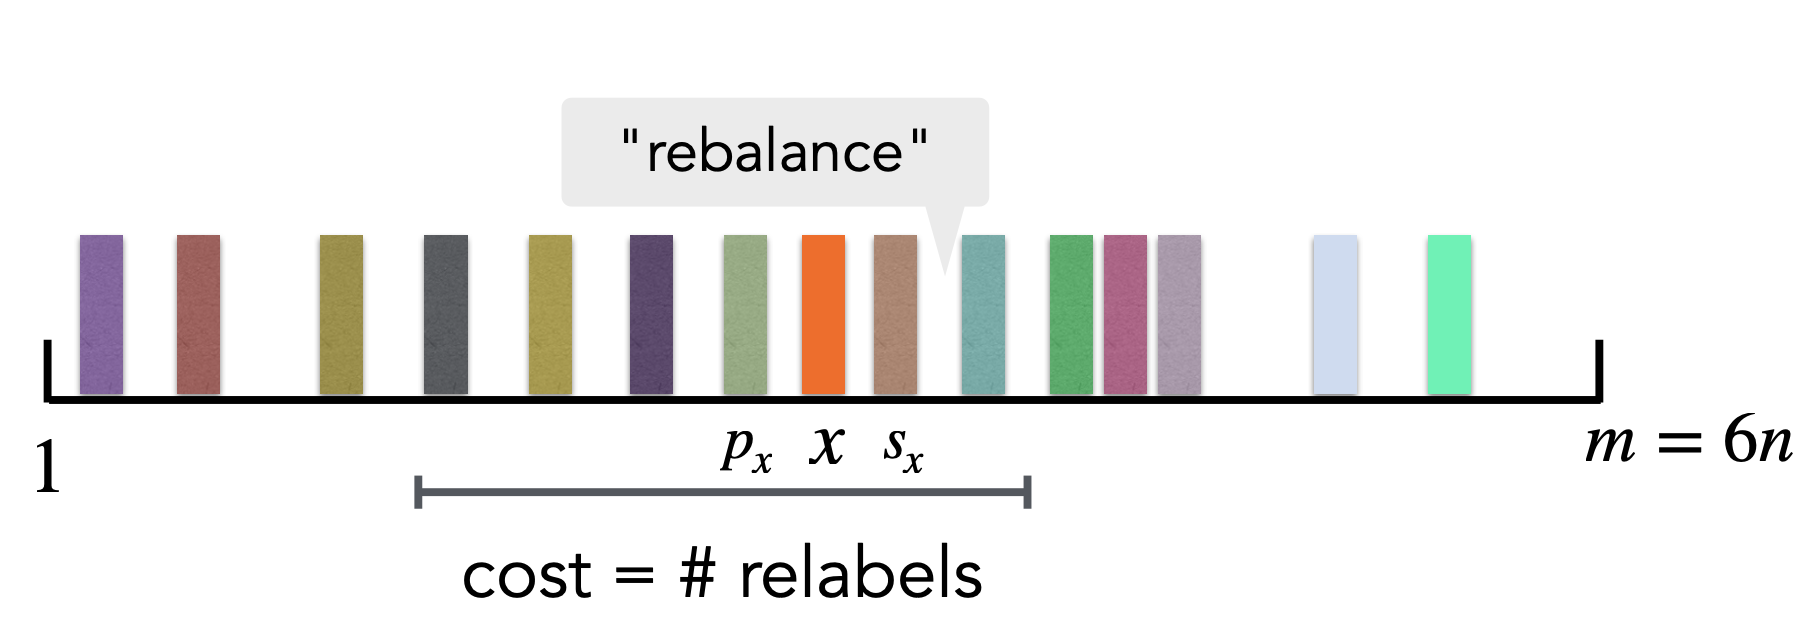 "rebalance"
p_x x s_x
1
m = 6n
cost = # relabels